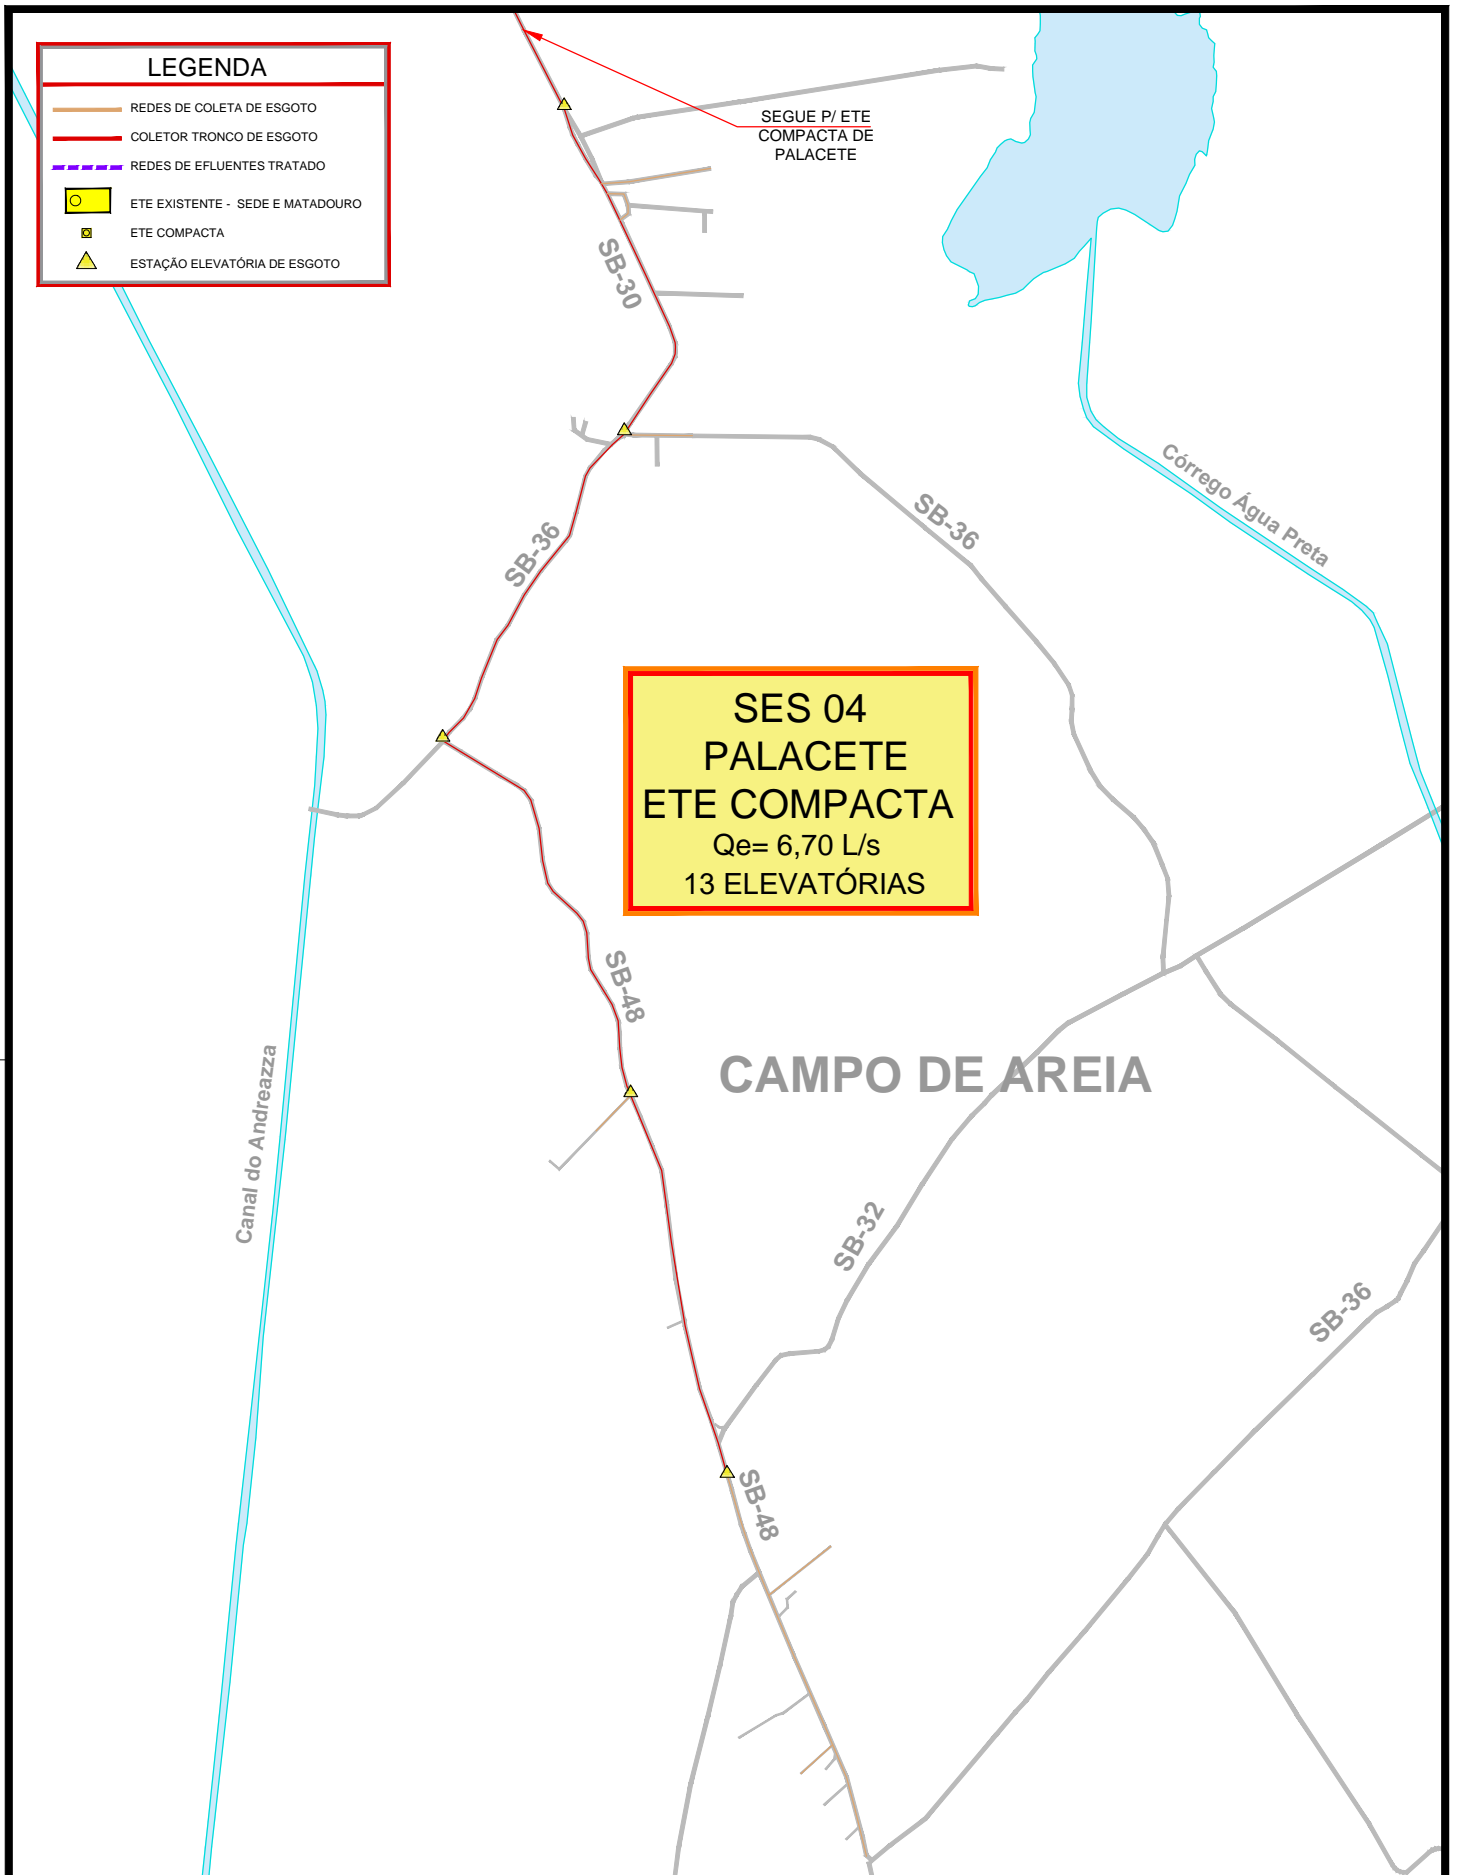 LEGENDA
REDES DE COLETA DE ESGOTO
COLETOR TRONCO DE ESGOTO
REDES DE EFLUENTES TRATADO
ETE EXISTENTE - SEDE E MATADOURO
ETE COMPACTA
ESTAÇÃO ELEVATÓRIA DE ESGOTO
SEGUE P/ ETE
COMPACTA DE
PALACETE
SB-30
Córrego Água Preta
SB-36
SB-36
SES 04
PALACETE
ETE COMPACTA
Qe= 6,70 L/s
13 ELEVATÓRIAS
SB-48
CAMPO DE AREIA
Canal do Andreazza
SB-32
SB-36
SB-48